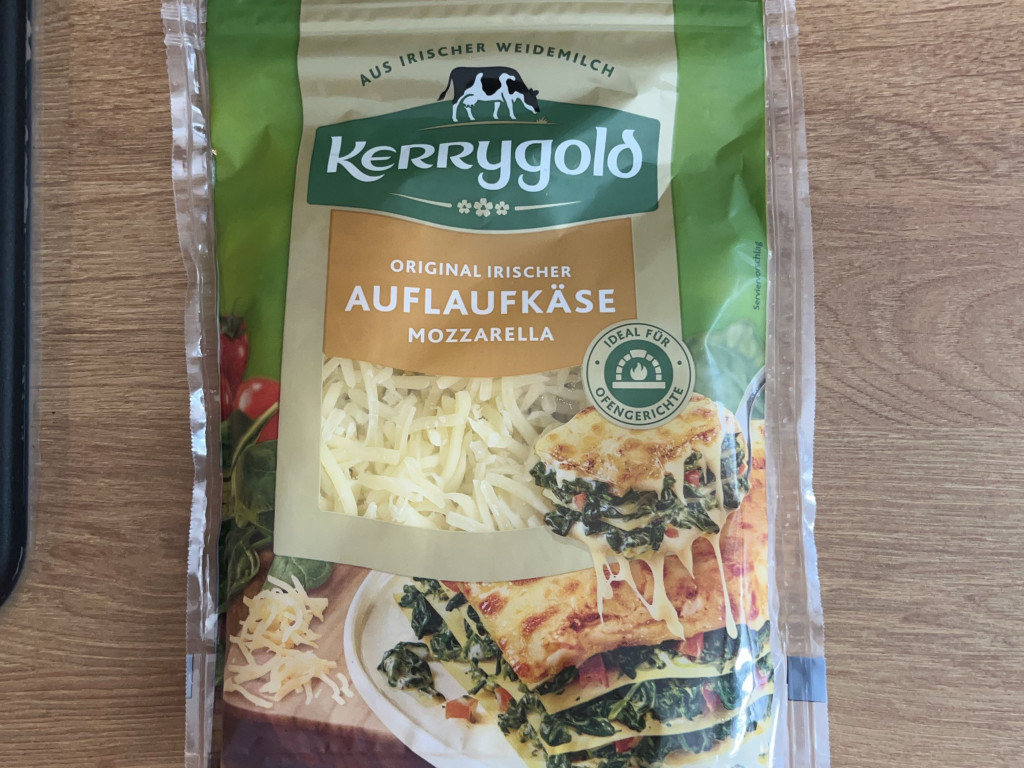 AUS IRISCHER WEIDEMILCH
Kerrygold
ORIGINAL IRISCHER
AUFLAUFKÄSE
MOZZARELLA
IDEAL FÜR
OFENGERICHTE
Serviervorschlag